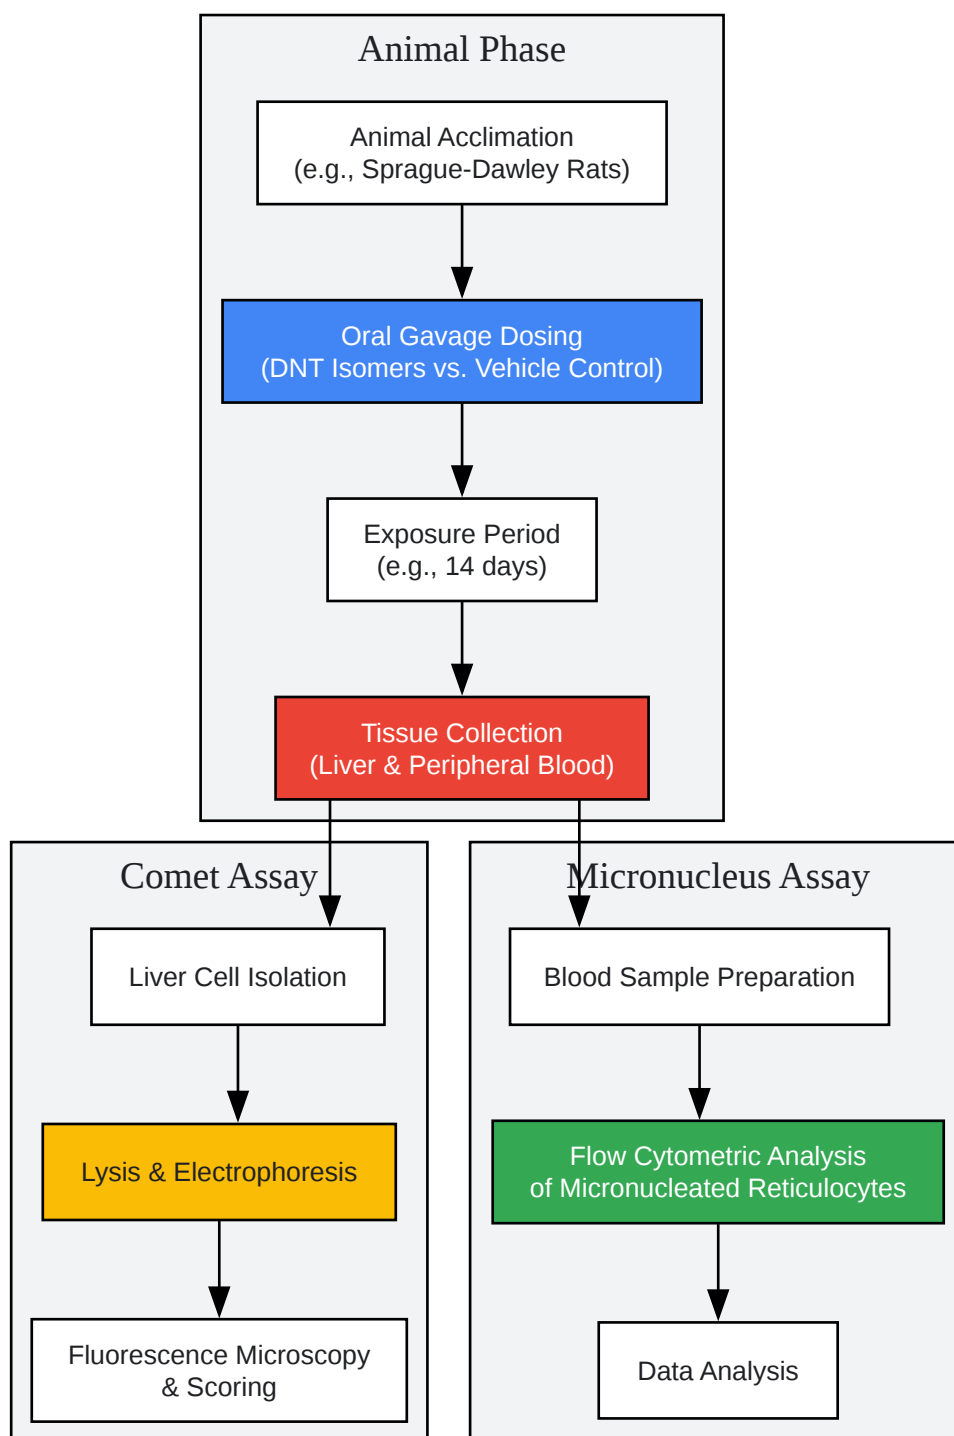 Animal Phase
Animal Acclimation
(e.g., Sprague-Dawley Rats)
Oral Gavage Dosing
(DNT Isomers vs. Vehicle Control)
Exposure Period
(e.g., 14 days)
Tissue Collection
(Liver & Peripheral Blood)
Comet Assay
Liver Cell Isolation
Lysis & Electrophoresis
Fluorescence Microscopy
& Scoring
Micronucleus Assay
Blood Sample Preparation
Flow Cytometric Analysis
of Micronucleated Reticulocytes
Data Analysis